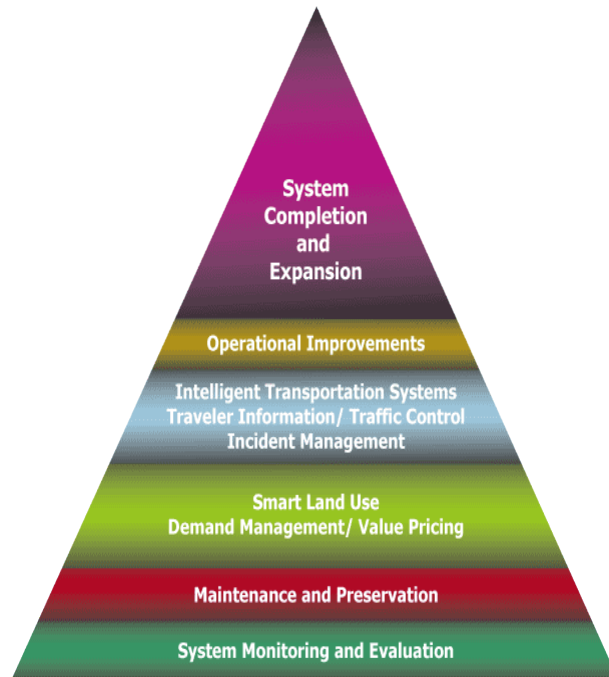 System
Completion
and
Expansion
Operational Improvements
Intelligent Transportation Systems
Traveler Information/ Traffic Control
Incident Management
Smart Land Use
Demand Management/ Value Pricing
Maintenance and Preservation
System Monitoring and Evaluation